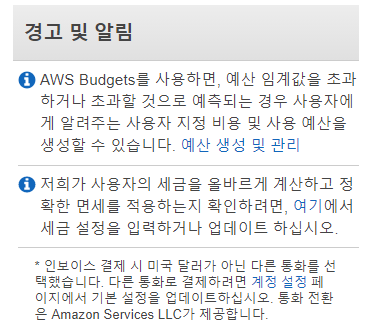 경고 및 알림
AWS Budgets를 사용하면, 예산 임계값을 초과
하거나 초과할 것으로 예측되는 경우 사용자에
게 알려주는 사용자 지정 비용 및 사용 예산을
생성할 수 있습니다. 예산 생성 및 관리
저희가 사용자의 세금을 올바르게 계산하고 정
확한 면세를 적용하는지 확인하려면, 여기에서
세금 설정을 입력하거나 업데이트 하십시오.
* 인보이스 결제 시 미국 달러가 아닌 다른 통화를 선
택했습니다. 다른 통화로 결제하려면 계정 설정 페
이지에서 기본 설정을 업데이트하십시오. 통화 전환
은 Amazon Services LLC가 제공합니다.